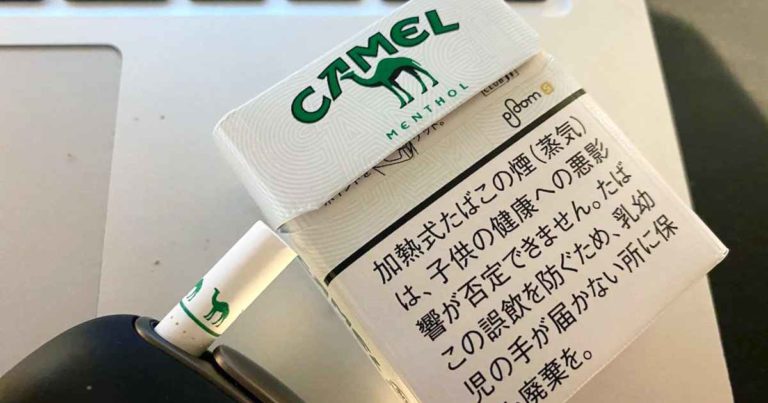 CAMEL
MENTHOL
CLUB JT
Ploom S
加熱式たばこの煙(蒸気)
は、子供の健康への悪影
響が否定できません。たば
この誤飲を防ぐため、乳幼
児の手が届かない所に保
廃棄を。